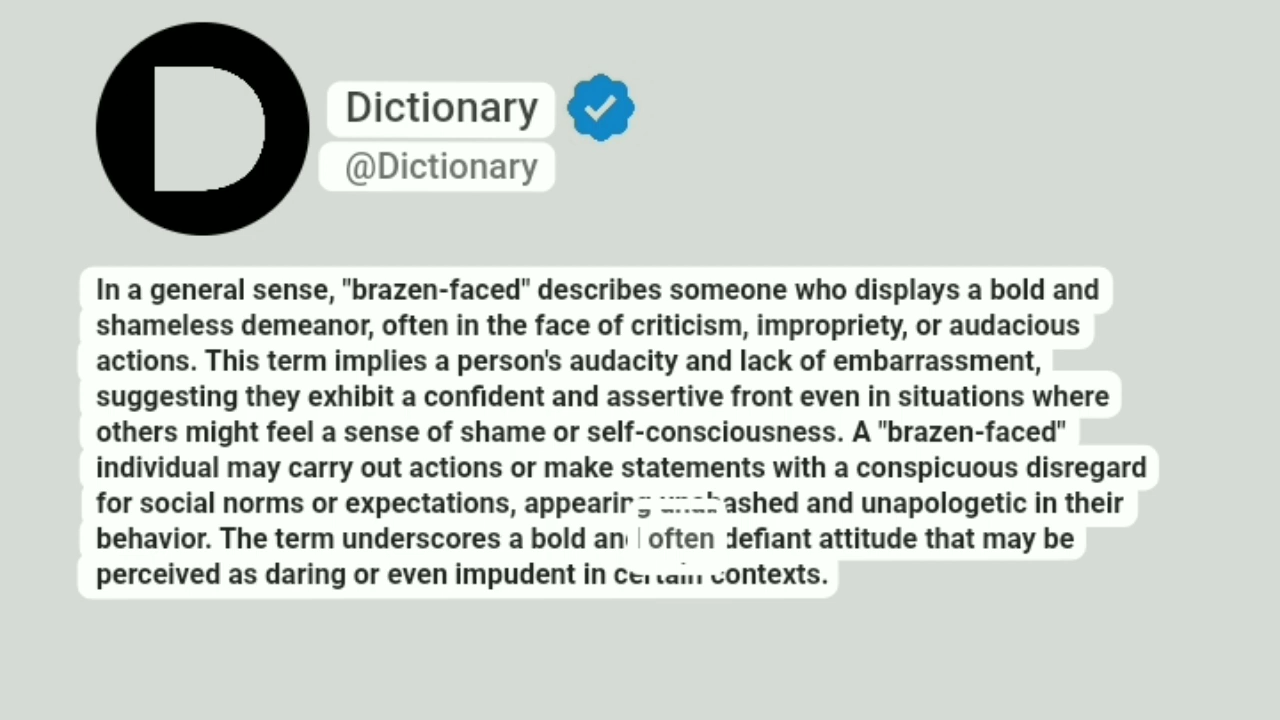 Dictionary
@Dictionary
In a general sense, "brazen-faced" describes someone who displays a bold and
shameless demeanor, often in the face of criticism, impropriety, or audacious
actions. This term implies a person's audacity and lack of embarrassment,
suggesting they exhibit a confident and assertive front even in situations where
others might feel a sense of shame or self-consciousness. A "brazen-faced"
individual may carry out actions or make statements with a conspicuous disregard
for social norms or expectations, appearing unabashed and unapologetic in their
behavior. The term underscores a bold and often defiant attitude that may be
perceived as daring or even impudent in certain contexts.